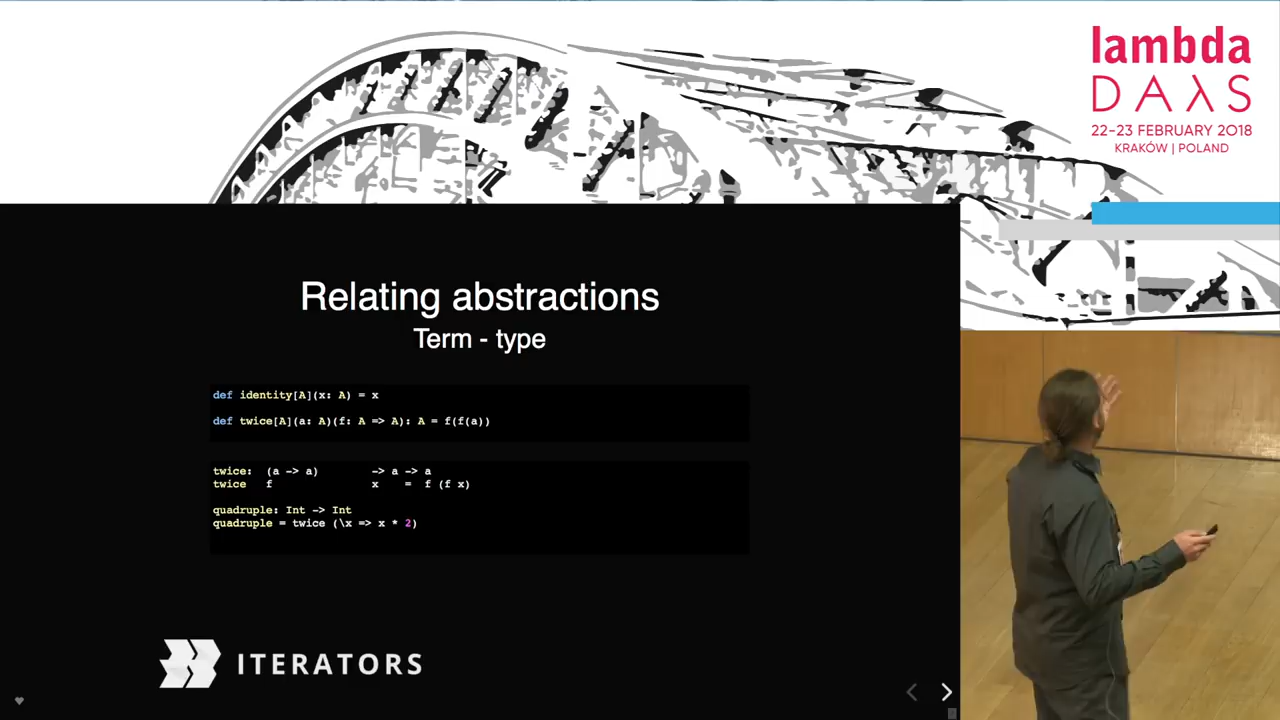 lambda
DAλS
22-23 FEBRUARY 2018
KRAKÓW | POLAND
Relating abstractions
Term - type
def identity[A](x: A) = x
def twice[A](a: A)(f: A => A): A = f(f(a))
twice: (a -> a) -> a -> a
twice f x = f (f x)
quadruple: Int -> Int
quadruple = twice (\x => x * 2)
ITERATORS